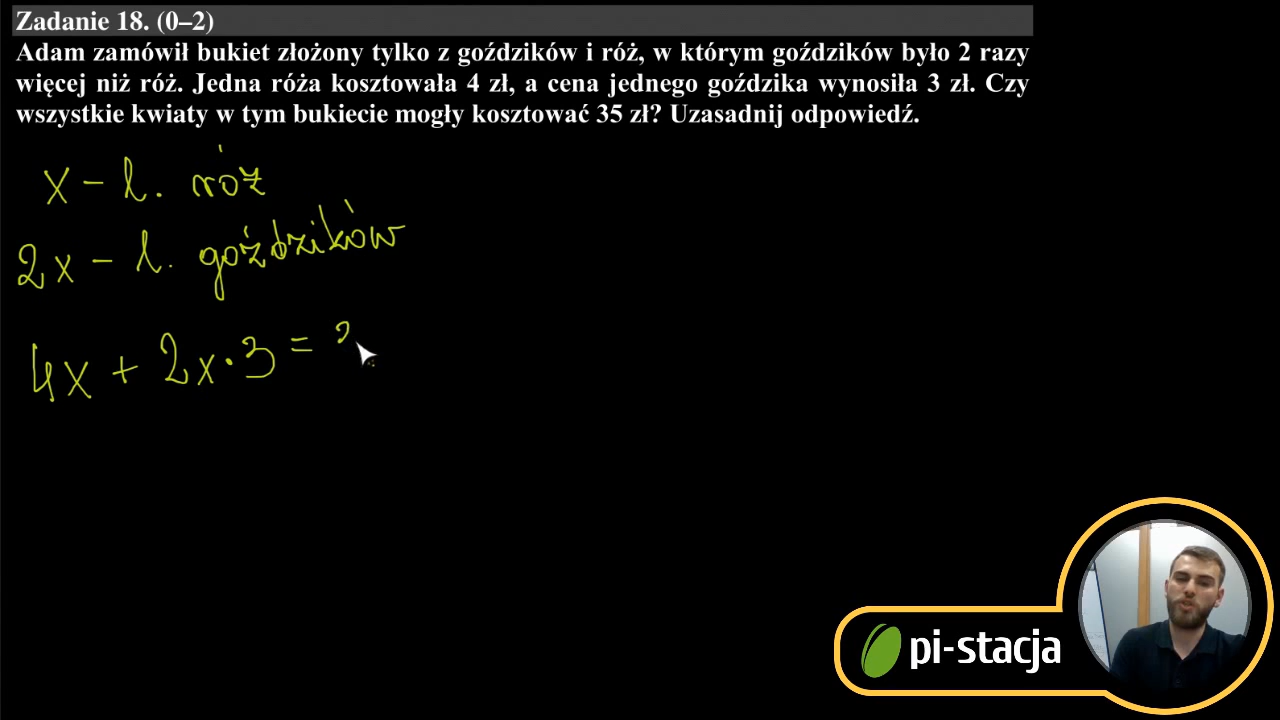 Zadanie 18. (0–2)
Adam zamówił bukiet złożony tylko z goździków i róż, w którym goździków było 2 razy
więcej niż róż. Jedna róża kosztowała 4 zł, a cena jednego goździka wynosiła 3 zł. Czy
wszystkie kwiaty w tym bukiecie mogły kosztować 35 zł? Uzasadnij odpowiedź.
x – l. róż
2x – l. goździków
4x + 2x · 3 =
pi-stacja